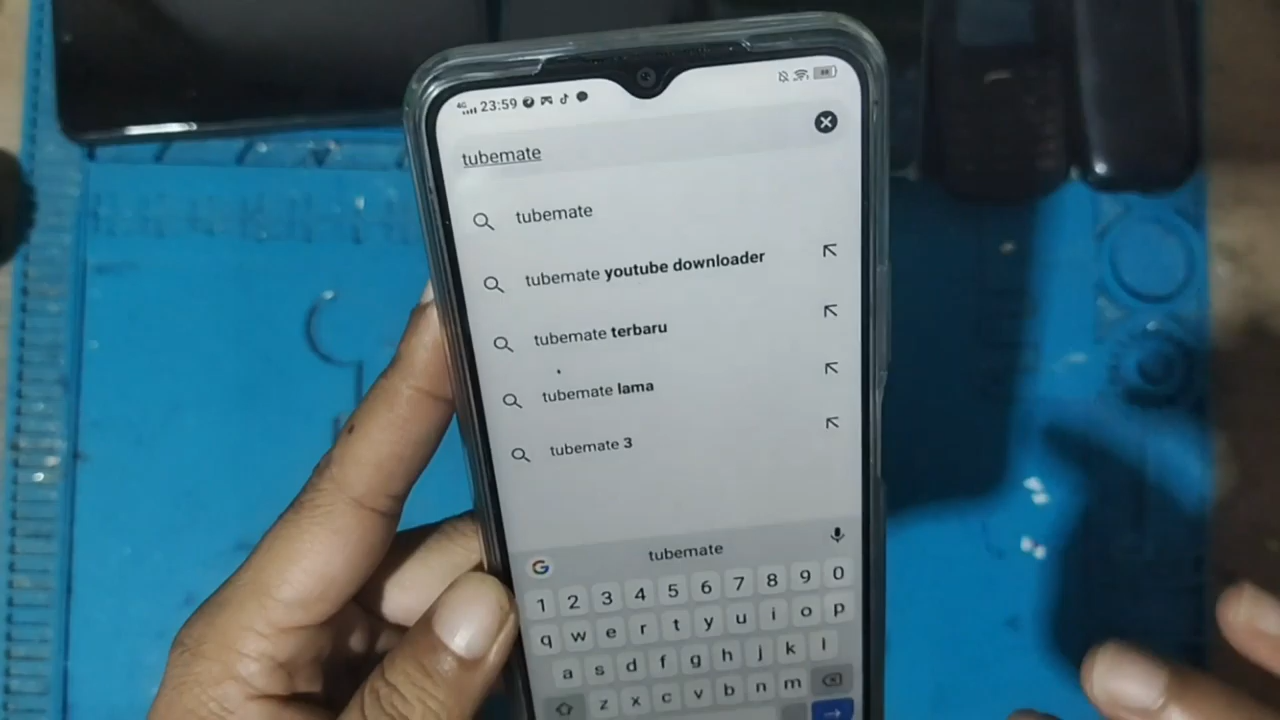 4G 23:59
tubemate
tubemate
tubemate youtube downloader
tubemate terbaru
tubemate lama
tubemate 3
G tubemate
1 2 3 4 5 6 7 8 9 0
q w e r t y u i o p
a s d f g h j k l
z x c v b n m